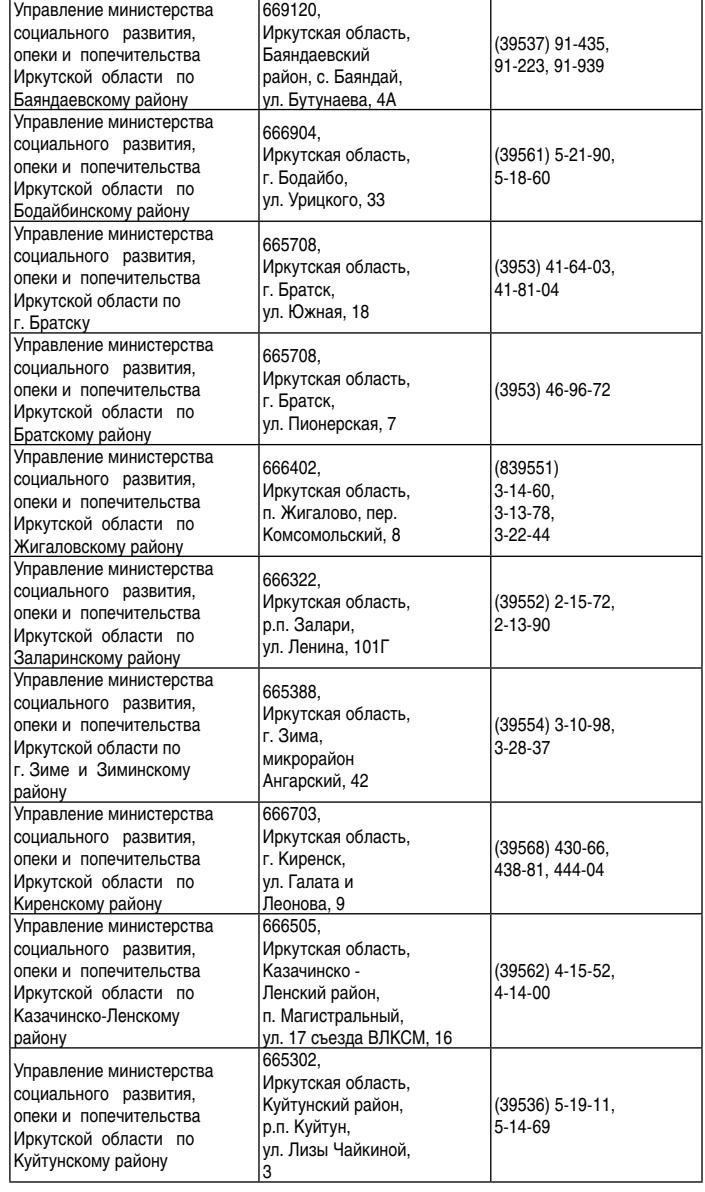 Управление министерства
социального развития,
опеки и попечительства
Иркутской области по
Баяндаевскому району
669120,
Иркутская область,
Баяндаевский
район, с. Баяндай,
ул. Бутунаева, 4А
(39537) 91-435,
91-223, 91-939
Управление министерства
социального развития,
опеки и попечительства
Иркутской области по
Бодайбинскому району
666904,
Иркутская область,
г. Бодайбо,
ул. Урицкого, 33
(39561) 5-21-90,
5-18-60
Управление министерства
социального развития,
опеки и попечительства
Иркутской области по
г. Братску
665708,
Иркутская область,
г. Братск,
ул. Южная, 18
(3953) 41-64-03,
41-81-04
Управление министерства
социального развития,
опеки и попечительства
Иркутской области по
Братскому району
665708,
Иркутская область,
г. Братск,
ул. Пионерская, 7
(3953) 46-96-72
Управление министерства
социального развития,
опеки и попечительства
Иркутской области по
Жигаловскому району
666402,
Иркутская область,
п. Жигалово, пер.
Комсомольский, 8
(839551)
3-14-60,
3-13-78,
3-22-44
Управление министерства
социального развития,
опеки и попечительства
Иркутской области по
Заларинскому району
666322,
Иркутская область,
р.п. Залари,
ул. Ленина, 101Г
(39552) 2-15-72,
2-13-90
Управление министерства
социального развития,
опеки и попечительства
Иркутской области по
г. Зиме и Зиминскому
району
665388,
Иркутская область,
г. Зима,
микрорайон
Ангарский, 42
(39554) 3-10-98,
3-28-37
Управление министерства
социального развития,
опеки и попечительства
Иркутской области по
Киренскому району
666703,
Иркутская область,
г. Киренск,
ул. Галата и
Леонова, 9
(39568) 430-66,
438-81, 444-04
Управление министерства
социального развития,
опеки и попечительства
Иркутской области по
Казачинско-Ленскому
району
666505,
Иркутская область,
Казачинско -
Ленский район,
п. Магистральный,
ул. 17 съезда ВЛКСМ, 16
(39562) 4-15-52,
4-14-00
Управление министерства
социального развития,
опеки и попечительства
Иркутской области по
Куйтунскому району
665302,
Иркутская область,
Куйтунский район,
р.п. Куйтун,
ул. Лизы Чайкиной,
3
(39536) 5-19-11,
5-14-69